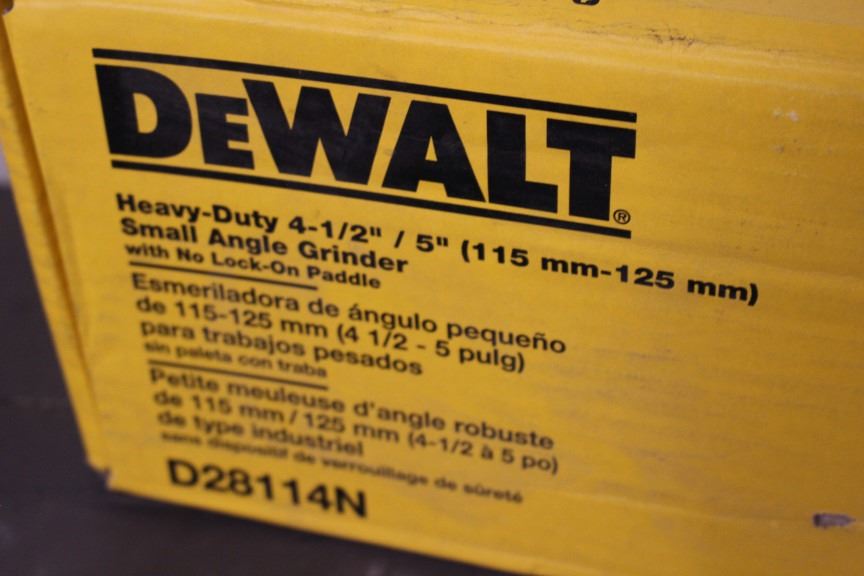 DEWALT®
Heavy-Duty 4-1/2" / 5" (115 mm-125 mm)
Small Angle Grinder
with No Lock-On Paddle
Esmeriladora de ángulo pequeño
de 115-125 mm (4 1/2 - 5 pulg)
para trabajos pesados
sin paleta con traba
Petite meuleuse d'angle robuste
de 115 mm / 125 mm (4-1/2 à 5 po)
de type industriel
sans dispositif de verrouillage de sûreté
D28114N